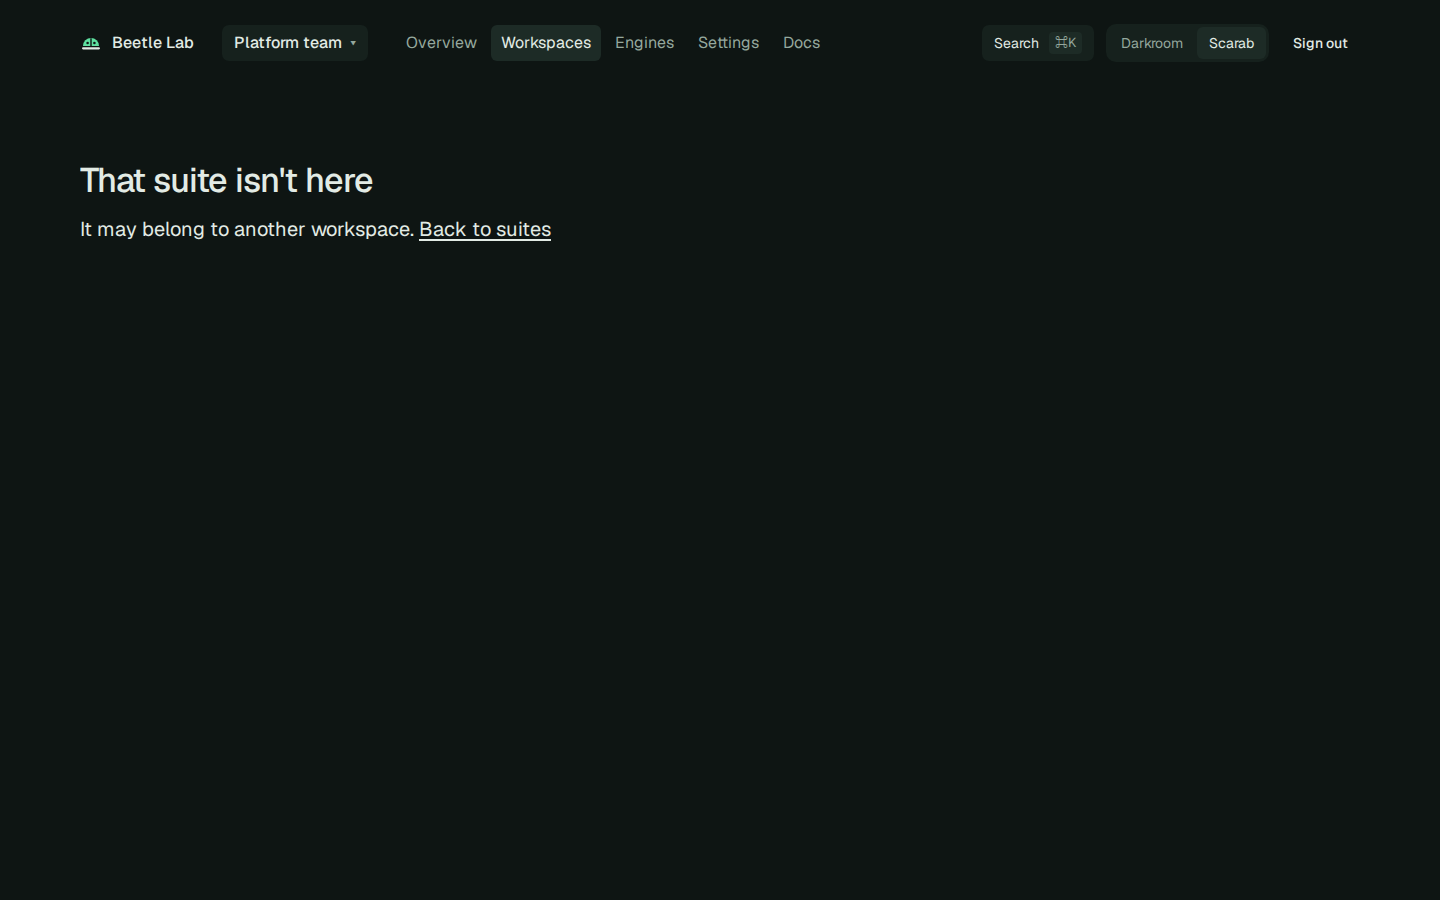 Beetle Lab Platform team Overview Workspaces Engines Settings Docs Search ⌘K Darkroom Scarab Sign out
That suite isn't here
It may belong to another workspace. Back to suites